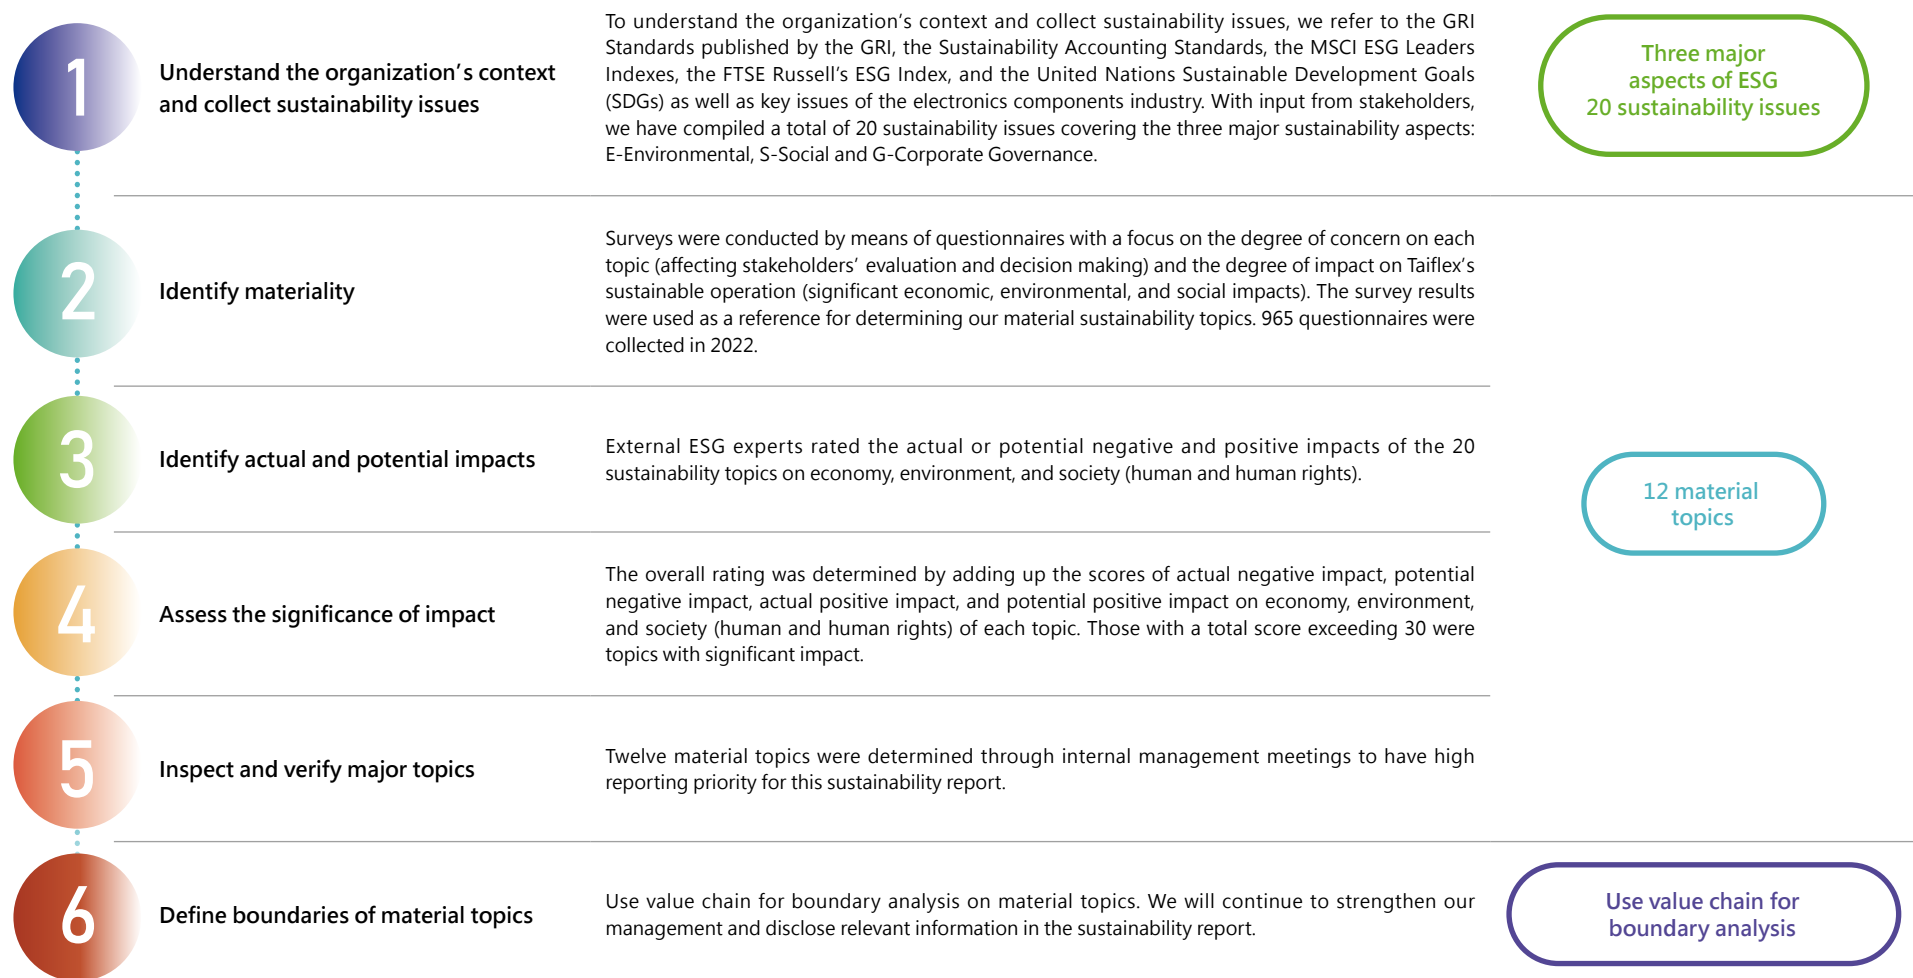 1
Understand the organization's context
and collect sustainability issues
To understand the organization's context and collect sustainability issues, we refer to the GRI
Standards published by the GRI, the Sustainability Accounting Standards, the MSCI ESG Leaders
Indexes, the FTSE Russell's ESG Index, and the United Nations Sustainable Development Goals
(SDGs) as well as key issues of the electronics components industry. With input from stakeholders,
we have compiled a total of 20 sustainability issues covering the three major sustainability aspects:
E-Environmental, S-Social and G-Corporate Governance.
Three major
aspects of ESG
20 sustainability issues
2
Identify materiality
Surveys were conducted by means of questionnaires with a focus on the degree of concern on each
topic (affecting stakeholders' evaluation and decision making) and the degree of impact on Taiflex's
sustainable operation (significant economic, environmental, and social impacts). The survey results
were used as a reference for determining our material sustainability topics. 965 questionnaires were
collected in 2022.
3
Identify actual and potential impacts
External ESG experts rated the actual or potential negative and positive impacts of the 20
sustainability topics on economy, environment, and society (human and human rights).
12 material
topics
4
Assess the significance of impact
The overall rating was determined by adding up the scores of actual negative impact, potential
negative impact, actual positive impact, and potential positive impact on economy, environment,
and society (human and human rights) of each topic. Those with a total score exceeding 30 were
topics with significant impact.
5
Inspect and verify major topics
Twelve material topics were determined through internal management meetings to have high
reporting priority for this sustainability report.
6
Define boundaries of material topics
Use value chain for boundary analysis on material topics. We will continue to strengthen our
management and disclose relevant information in the sustainability report.
Use value chain for
boundary analysis